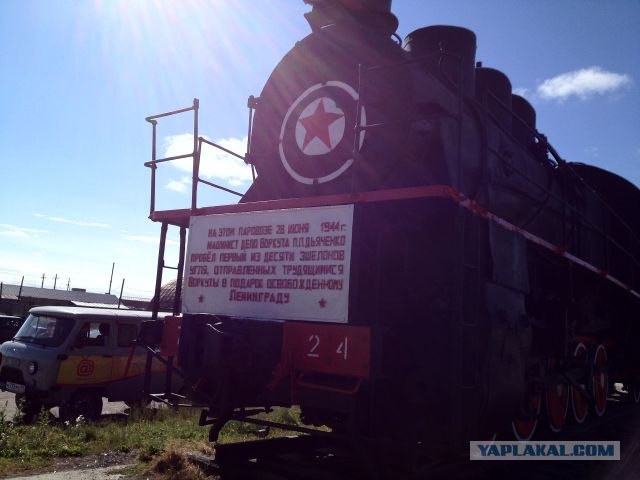 НА ЭТОМ ПАРОВОЗЕ 28 ИЮНЯ 1944г.
МАШИНИСТ ДЕПО ВОРКУТА П.П.ДЬЯЧЕНКО
ПРОВЁЛ ПЕРВЫЙ ИЗ ДЕСЯТИ ЭШЕЛОНОВ
УГЛЯ, ОТПРАВЛЕННЫХ ТРУДЯЩИМИСЯ
ВОРКУТЫ В ПОДАРОК ОСВОБОЖДЕННОМУ
ЛЕНИНГРАДУ
24
@
YAPLAKAL.COM